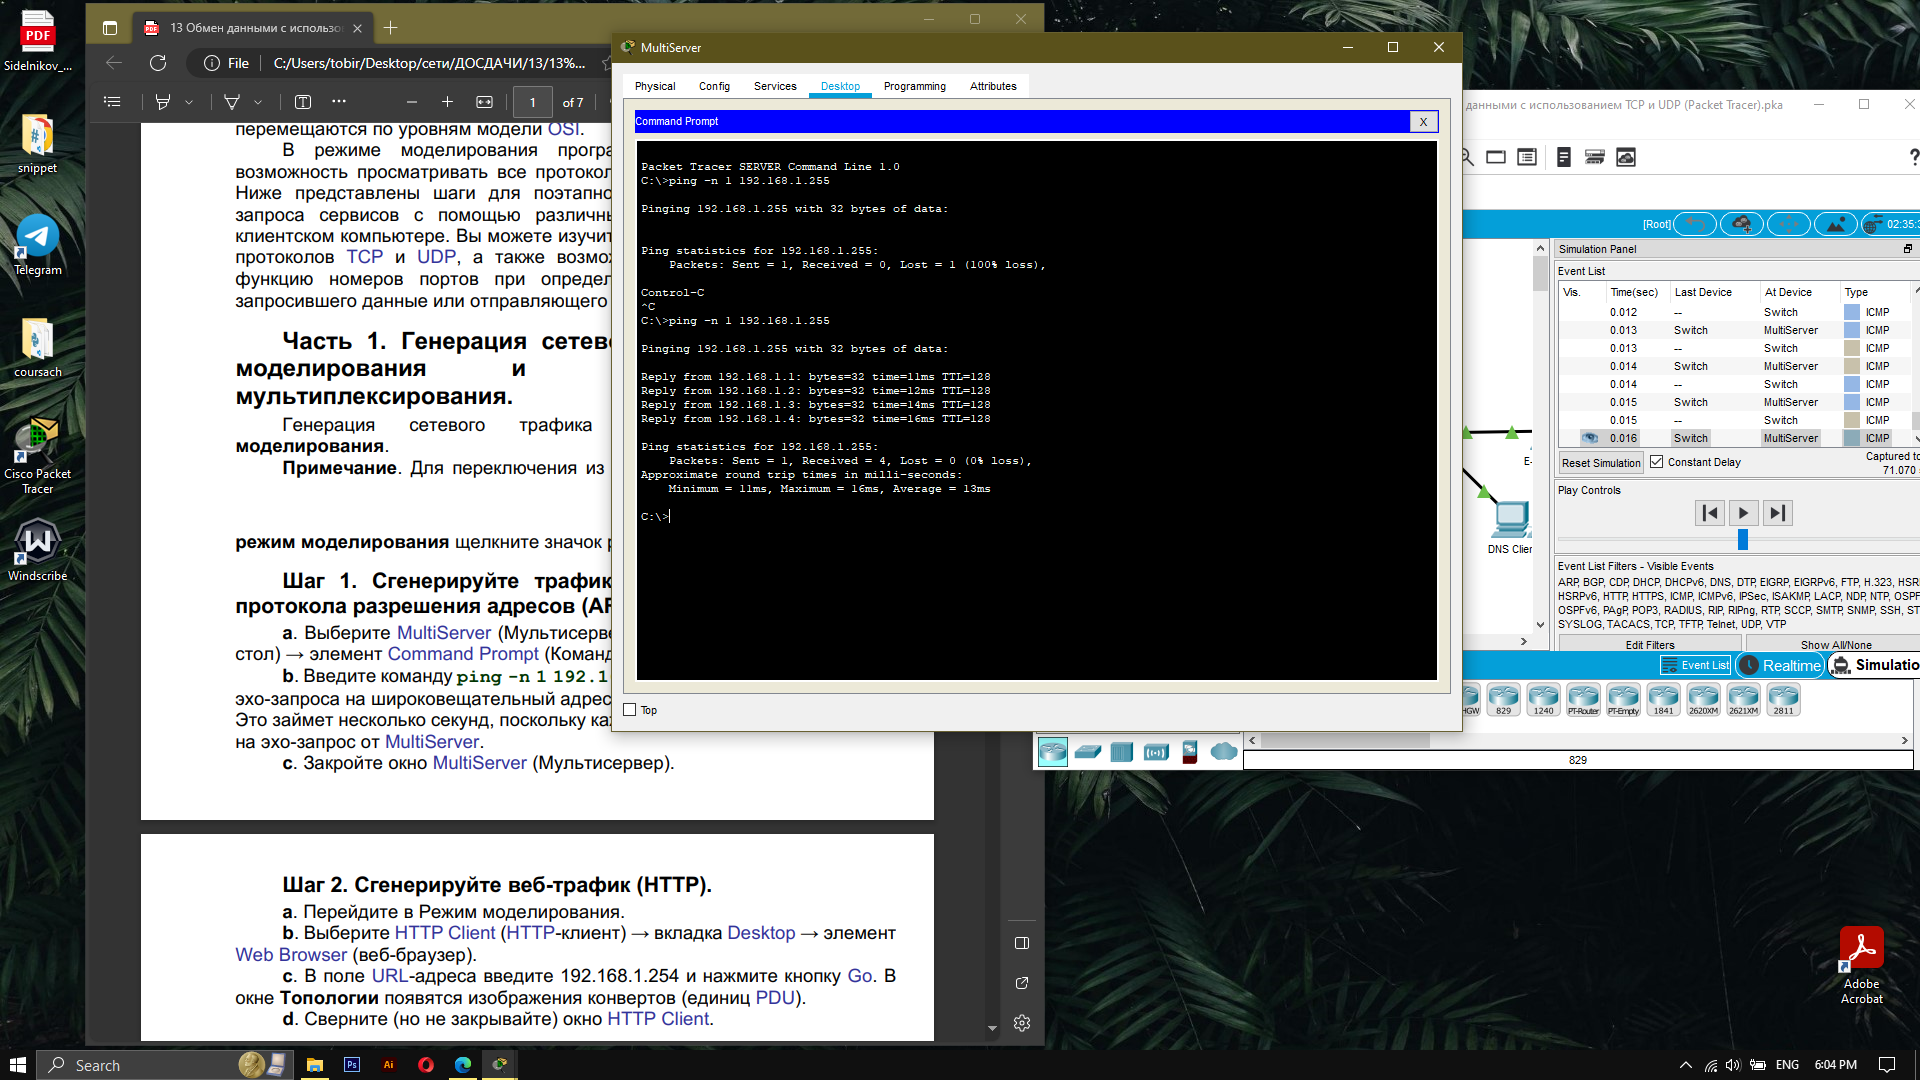 Sidelnikov_...
snippet
Telegram
coursach
Cisco Packet
Tracer
Windscribe
13 Обмен данными с использо
File
C:/Users/tobir/Desktop/сети/ДОСДАЧИ/13/13%...
1
of 7
перемещаются по уровням модели OSI.
В режиме моделирования програ
возможность просматривать все протокол
Ниже представлены шаги для поэтапно
запроса сервисов с помощью различны
клиентском компьютере. Вы можете изучит
протоколов TCP и UDP, а также возмож
функцию номеров портов при определ
запросившего данные или отправляющего
Часть 1. Генерация сетево
моделирования и
мультиплексирования.
Генерация сетевого трафика
моделирования.
Примечание. Для переключения из
режим моделирования щелкните значок р
Шаг 1. Сгенерируйте трафик
протокола разрешения адресов (AR
a. Выберите MultiServer (Мультисерве
стол) → элемент Command Prompt (Команд
b. Введите команду ping -n 1 192.1
эхо-запроса на широковещательный адрес
Это займет несколько секунд, поскольку каж
на эхо-запрос от MultiServer.
c. Закройте окно MultiServer (Мультисервер).
Шаг 2. Сгенерируйте веб-трафик (HTTP).
a. Перейдите в Режим моделирования.
b. Выберите HTTP Client (HTTP-клиент) → вкладка Desktop → элемент
Web Browser (веб-браузер).
c. В поле URL-адреса введите 192.168.1.254 и нажмите кнопку Go. В
окне Топологии появятся изображения конвертов (единиц PDU).
d. Сверните (но не закрывайте) окно HTTP Client.
MultiServer
Physical Config Services Desktop Programming Attributes
Command Prompt
X
Packet Tracer SERVER Command Line 1.0
C:\>ping -n 1 192.168.1.255
Pinging 192.168.1.255 with 32 bytes of data:
Ping statistics for 192.168.1.255:
Packets: Sent = 1, Received = 0, Lost = 1 (100% loss),
Control-C
^C
C:\>ping -n 1 192.168.1.255
Pinging 192.168.1.255 with 32 bytes of data:
Reply from 192.168.1.1: bytes=32 time=11ms TTL=128
Reply from 192.168.1.2: bytes=32 time=12ms TTL=128
Reply from 192.168.1.3: bytes=32 time=14ms TTL=128
Reply from 192.168.1.4: bytes=32 time=16ms TTL=128
Ping statistics for 192.168.1.255:
Packets: Sent = 1, Received = 4, Lost = 0 (0% loss),
Approximate round trip times in milli-seconds:
Minimum = 11ms, Maximum = 16ms, Average = 13ms
C:\>
Top
данными с использованием TCP и UDP (Packet Tracer).pka
?
[Root]
02:35:3
Simulation Panel
Event List
Vis. Time(sec) Last Device At Device Type
0.012 -- Switch ICMP
0.013 Switch MultiServer ICMP
0.013 -- Switch ICMP
0.014 Switch MultiServer ICMP
0.014 -- Switch ICMP
0.015 Switch MultiServer ICMP
0.015 -- Switch ICMP
0.016 Switch MultiServer ICMP
Reset Simulation
Constant Delay
Captured to
71.070
Play Controls
E-
DNS Clier
Event List Filters - Visible Events
ARP, BGP, CDP, DHCP, DHCPv6, DNS, DTP, EIGRP, EIGRPv6, FTP, H.323, HSR
HSRPv6, HTTP, HTTPS, ICMP, ICMPv6, IPSec, ISAKMP, LACP, NDP, NTP, OSPF
OSPFv6, PAgP, POP3, RADIUS, RIP, RIPng, RTP, SCCP, SMTP, SNMP, SSH, ST
SYSLOG, TACACS, TCP, TFTP, Telnet, UDP, VTP
Edit Filters
Show All/None
Event List
Realtime
Simulatio
HGW 829 1240 PT-Router PT-Empty 1841 2620XM 2621XM 2811
829
Adobe
Acrobat
Search
Ps
Ai
ENG
6:04 PM